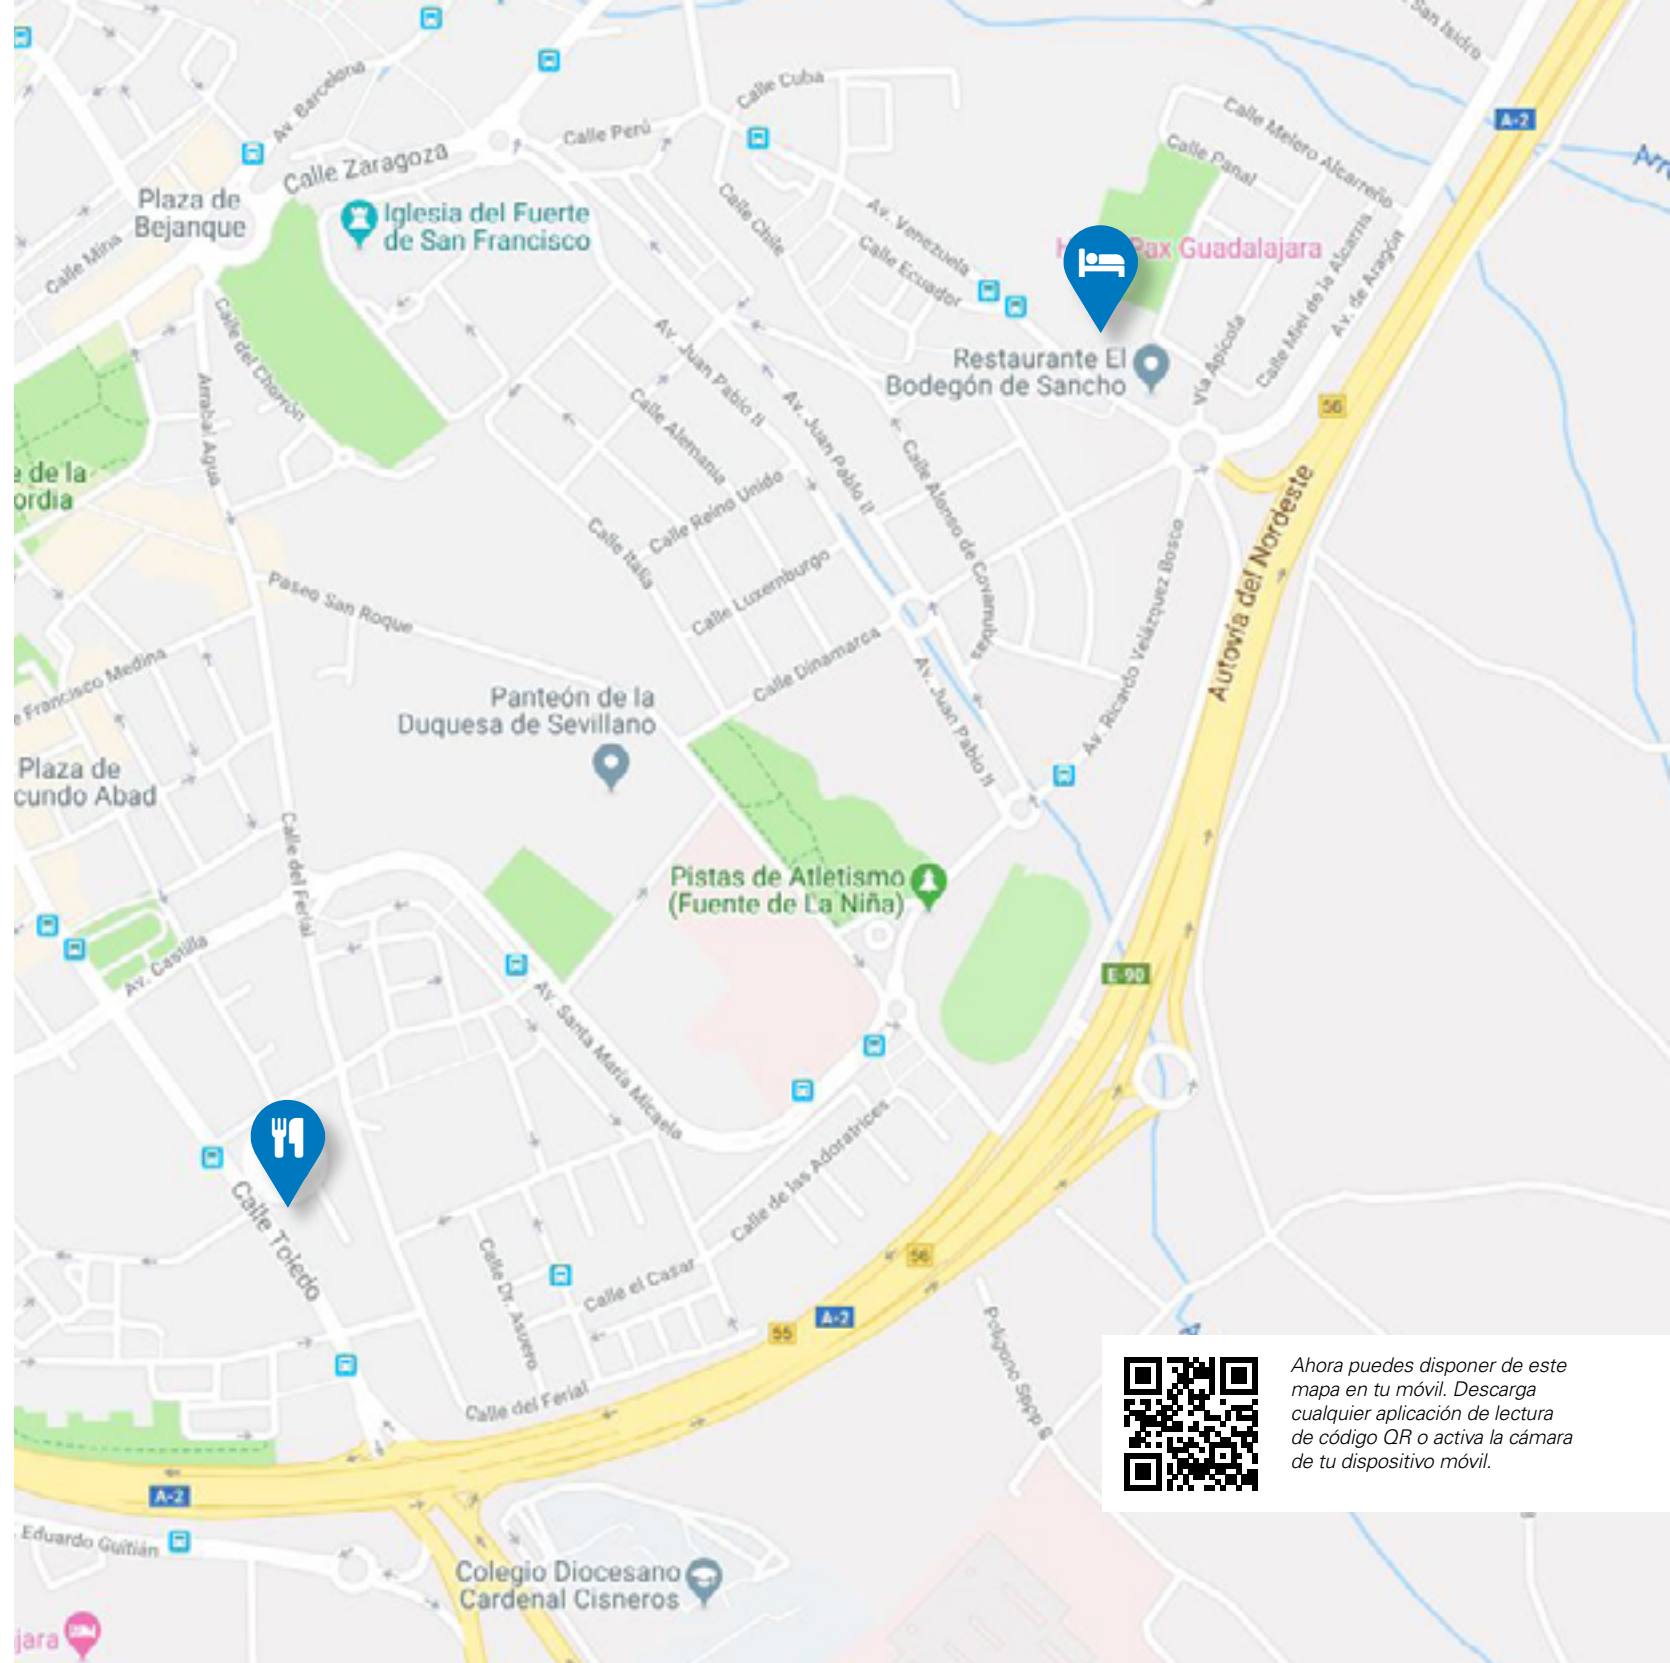 San Isidro
Calle Cuba
Av. Barcelona
A-2
Calle Perú
Calle Melero Alcarreño
Calle Panal
Calle Zaragoza
Plaza de
Bejanque
Iglesia del Fuerte
de San Francisco
Calle Chile
Av. Venezuela
Calle Ecuador
Calle Mina
Pax Guadalajara
Calle Miel de la Alcarria
Av. de Aragón
Vía Apícola
Calle del Chorrón
Av. Juan Pablo II
Restaurante El
Bodegón de Sancho
Av. Juan Pablo II
Arrabal Agua
Calle Alemania
56
e de la
ordia
Calle Reino Unido
Calle Alonso de Covarrubias
Autovía del Nordeste
Calle Italia
Calle Luxemburgo
Paseo San Roque
Av. Ricardo Velázquez Bosco
Calle Dinamarca
Francisco Medina
Av. Juan Pablo II
Panteón de la
Duquesa de Sevillano
Plaza de
cundo Abad
Calle del Ferial
Pistas de Atletismo
(Fuente de La Niña)
Av. Castilla
E-90
Av. Santa María Micaela
Calle de las Adoratrices
Calle Toledo
Calle Dr. Asuero
Calle el Casar
56
A-2
55
Polígono Sepp 8
Calle del Ferial
Ahora puedes disponer de este
mapa en tu móvil. Descarga
cualquier aplicación de lectura
de código QR o activa la cámara
de tu dispositivo móvil.
A-2
Eduardo Guitián
Colegio Diocesano
Cardenal Cisneros
jara